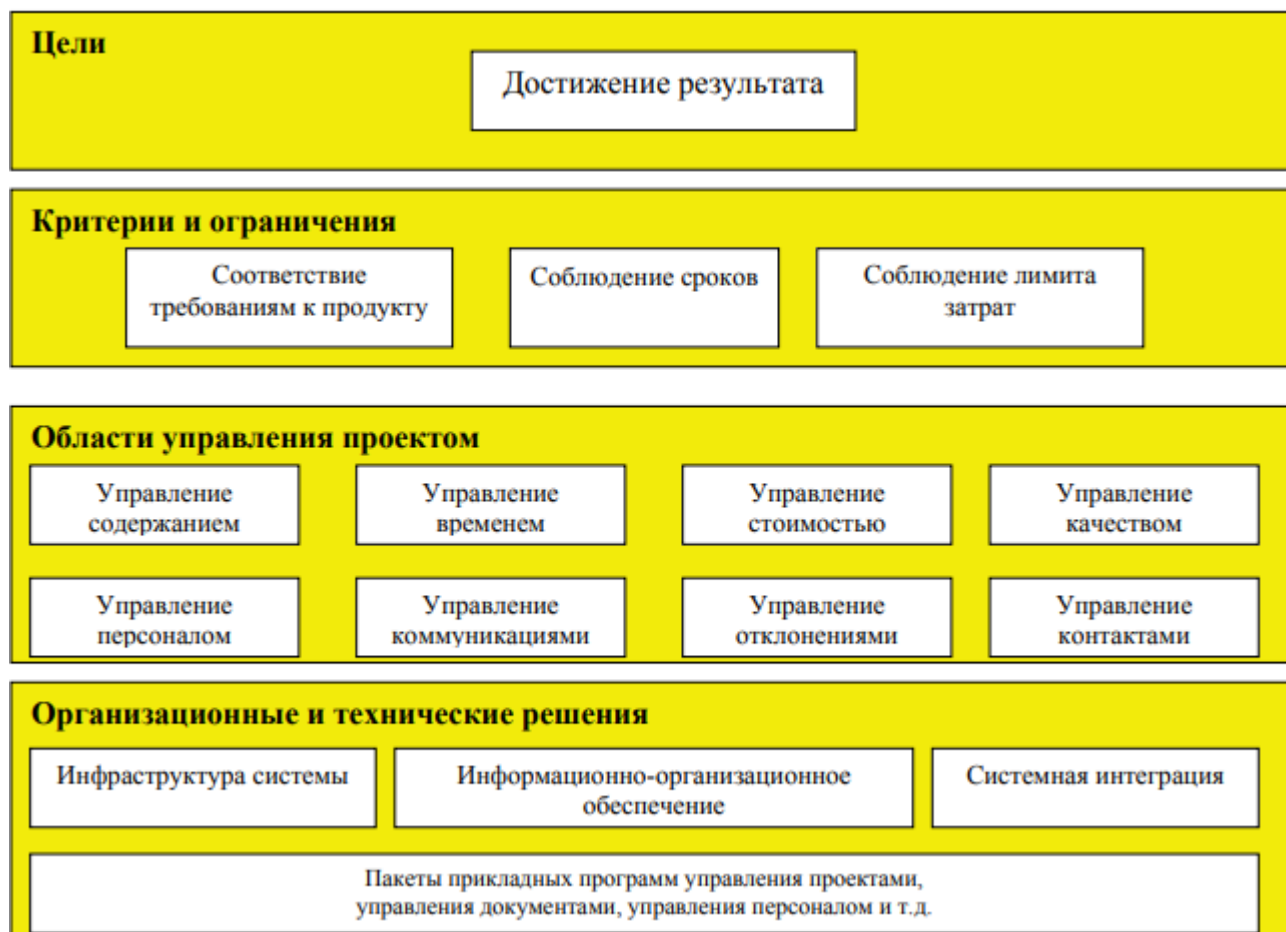 Цели
Достижение результата
Критерии и ограничения
Соответствие
требованиям к продукту
Соблюдение сроков
Соблюдение лимита
затрат
Области управления проектом
Управление
содержанием
Управление
временем
Управление
стоимостью
Управление
качеством
Управление
персоналом
Управление
коммуникациями
Управление
отклонениями
Управление
контактами
Организационные и технические решения
Инфраструктура системы
Информационно-организационное
обеспечение
Системная интеграция
Пакеты прикладных программ управления проектами,
управления документами, управления персоналом и т.д.